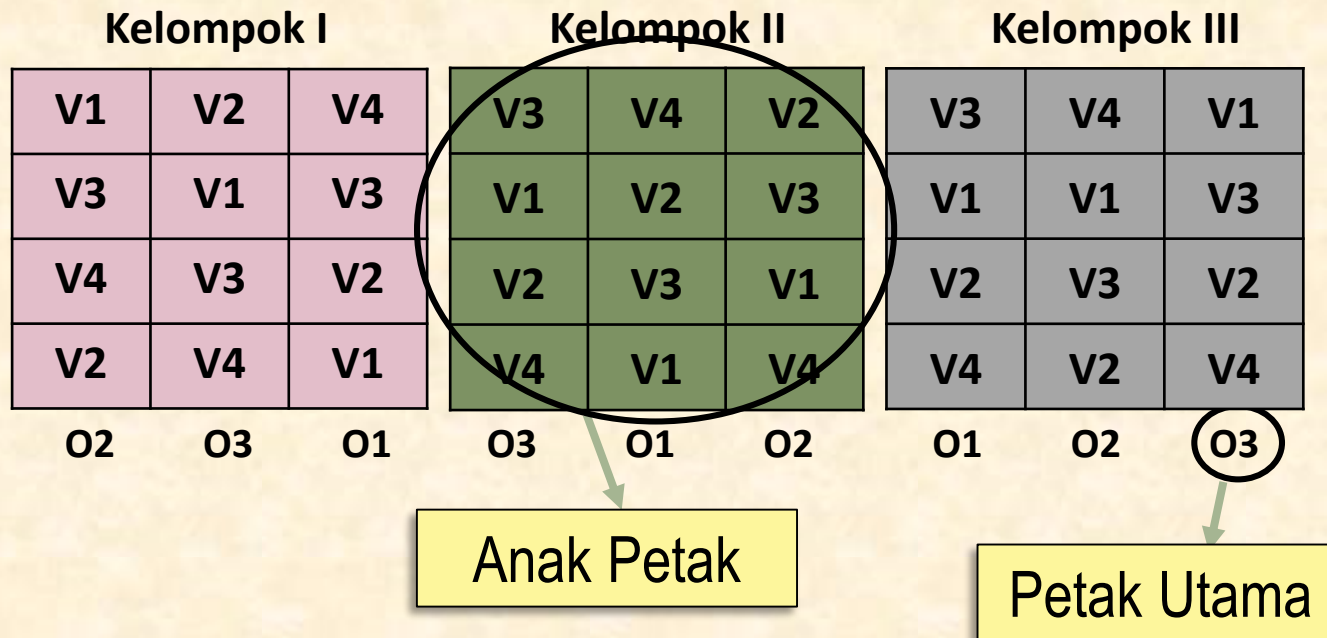 Kelompok I Kelompok II Kelompok III
V1 V2 V4 V3 V4 V2 V3 V4 V1
V3 V1 V3 V1 V2 V3 V1 V1 V3
V4 V3 V2 V2 V3 V1 V2 V3 V2
V2 V4 V1 V4 V1 V4 V4 V2 V4
O2 O3 O1 O3 O1 O2 O1 O2 O3
Anak Petak
Petak Utama